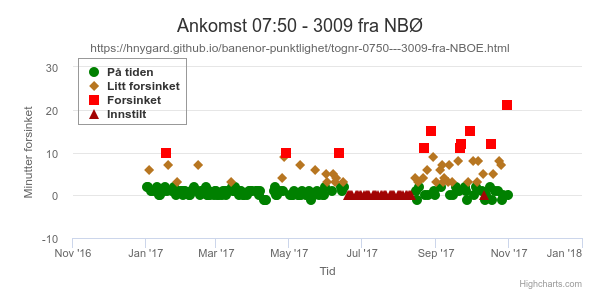 Ankomst 07:50 - 3009 fra NBØ
https://hnygard.github.io/banenor-punktlighet/tognr-0750---3009-fra-NBOE.html
På tiden
Litt forsinket
Forsinket
Innstilt
Minutter forsinket
30
20
10
0
-10
Nov '16 Jan '17 Mar '17 May '17 Jul '17 Sep '17 Nov '17 Jan '18
Tid
Highcharts.com